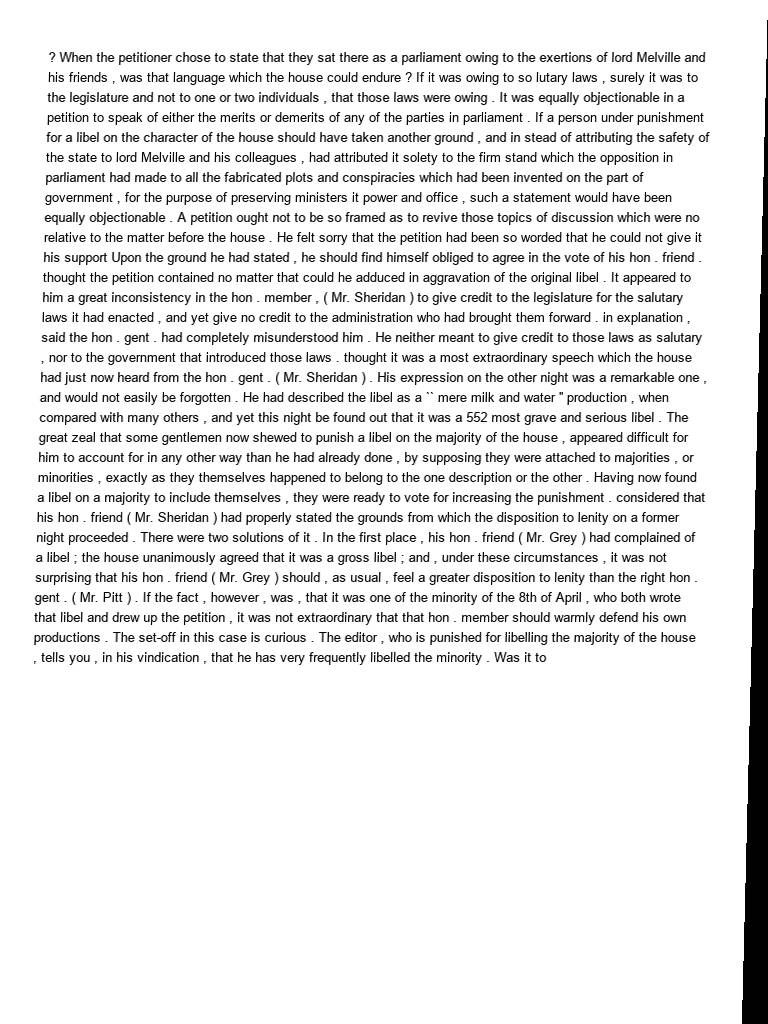 ? When the petitioner chose to state that they sat there as a parliament owing to the exertions of lord Melville and
his friends , was that language which the house could endure ? If it was owing to so lutary laws , surely it was to
the legislature and not to one or two individuals , that those laws were owing . It was equally objectionable in a
petition to speak of either the merits or demerits of any of the parties in parliament . If a person under punishment
for a libel on the character of the house should have taken another ground , and in stead of attributing the safety of
the state to lord Melville and his colleagues , had attributed it solety to the firm stand which the opposition in
parliament had made to all the fabricated plots and conspiracies which had been invented on the part of
government , for the purpose of preserving ministers it power and office , such a statement would have been
equally objectionable . A petition ought not to be so framed as to revive those topics of discussion which were no
relative to the matter before the house . He felt sorry that the petition had been so worded that he could not give it
his support Upon the ground he had stated , he should find himself obliged to agree in the vote of his hon . friend .
thought the petition contained no matter that could he adduced in aggravation of the original libel . It appeared to
him a great inconsistency in the hon . member , ( Mr. Sheridan ) to give credit to the legislature for the salutary
laws it had enacted , and yet give no credit to the administration who had brought them forward . in explanation ,
said the hon . gent . had completely misunderstood him . He neither meant to give credit to those laws as salutary
, nor to the government that introduced those laws . thought it was a most extraordinary speech which the house
had just now heard from the hon . gent . ( Mr. Sheridan ) . His expression on the other night was a remarkable one ,
and would not easily be forgotten . He had described the libel as a `` mere milk and water " production , when
compared with many others , and yet this night be found out that it was a 552 most grave and serious libel . The
great zeal that some gentlemen now shewed to punish a libel on the majority of the house , appeared difficult for
him to account for in any other way than he had already done , by supposing they were attached to majorities , or
minorities , exactly as they themselves happened to belong to the one description or the other . Having now found
a libel on a majority to include themselves , they were ready to vote for increasing the punishment . considered that
his hon . friend ( Mr. Sheridan ) had properly stated the grounds from which the disposition to lenity on a former
night proceeded . There were two solutions of it . In the first place , his hon . friend ( Mr. Grey ) had complained of
a libel ; the house unanimously agreed that it was a gross libel ; and , under these circumstances , it was not
surprising that his hon . friend ( Mr. Grey ) should , as usual , feel a greater disposition to lenity than the right hon .
gent . ( Mr. Pitt ) . If the fact , however , was , that it was one of the minority of the 8th of April , who both wrote
that libel and drew up the petition , it was not extraordinary that that hon . member should warmly defend his own
productions . The set-off in this case is curious . The editor , who is punished for libelling the majority of the house
, tells you , in his vindication , that he has very frequently libelled the minority . Was it to